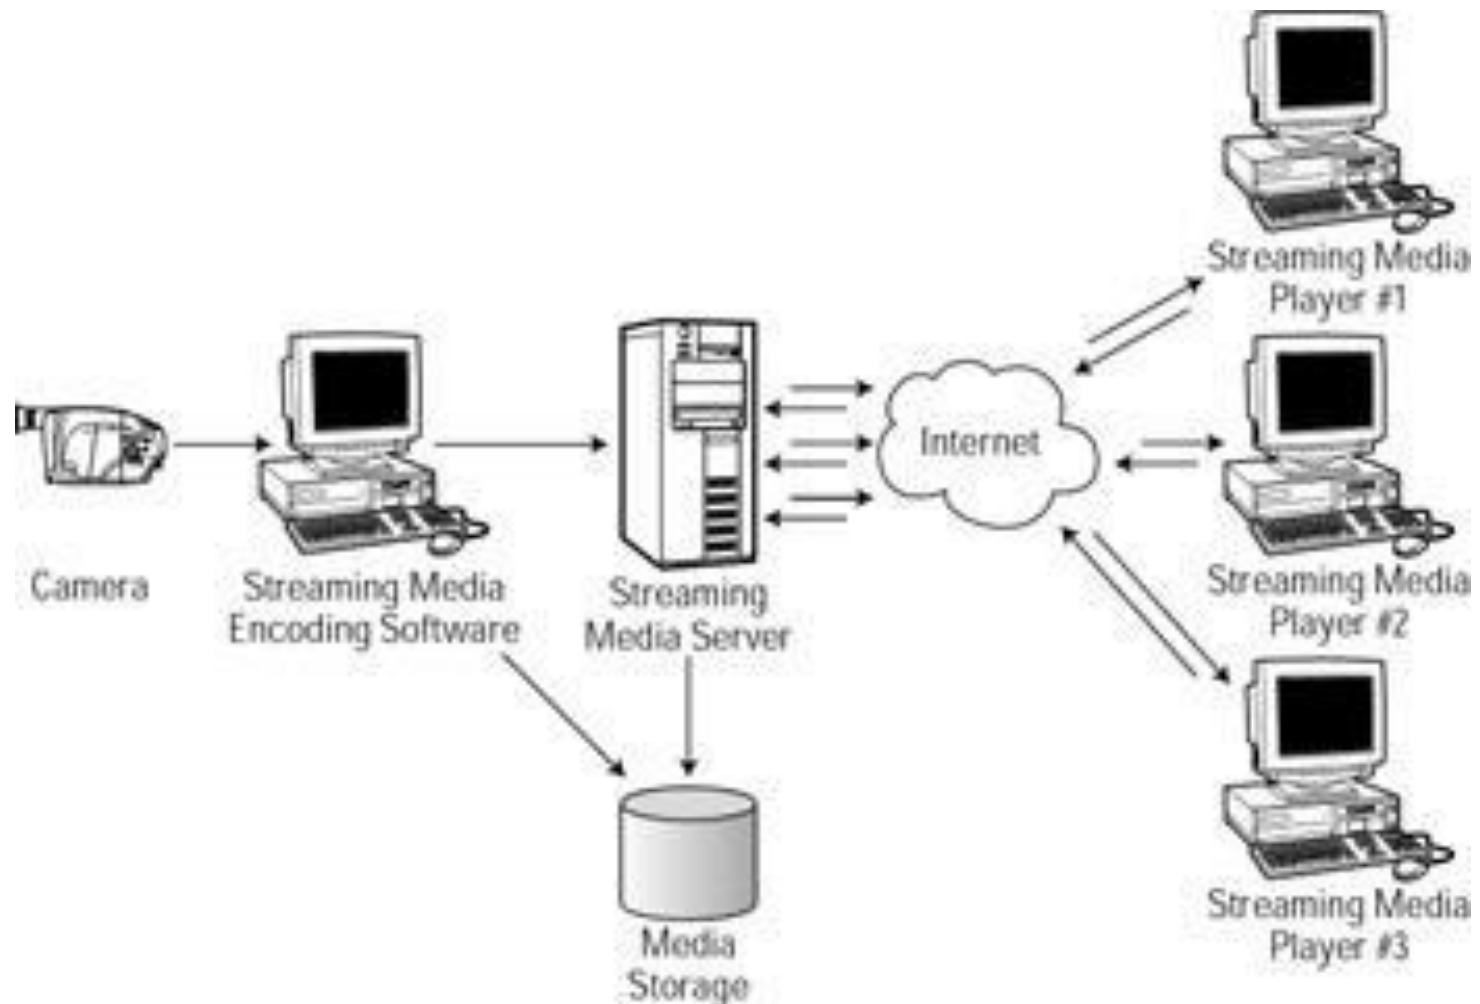 Streaming Media
Player #1
Internet
Camera
Streaming Media
Encoding Software
Streaming
Media Server
Streaming Media
Player #2
Media
Storage
Streaming Media
Player #3